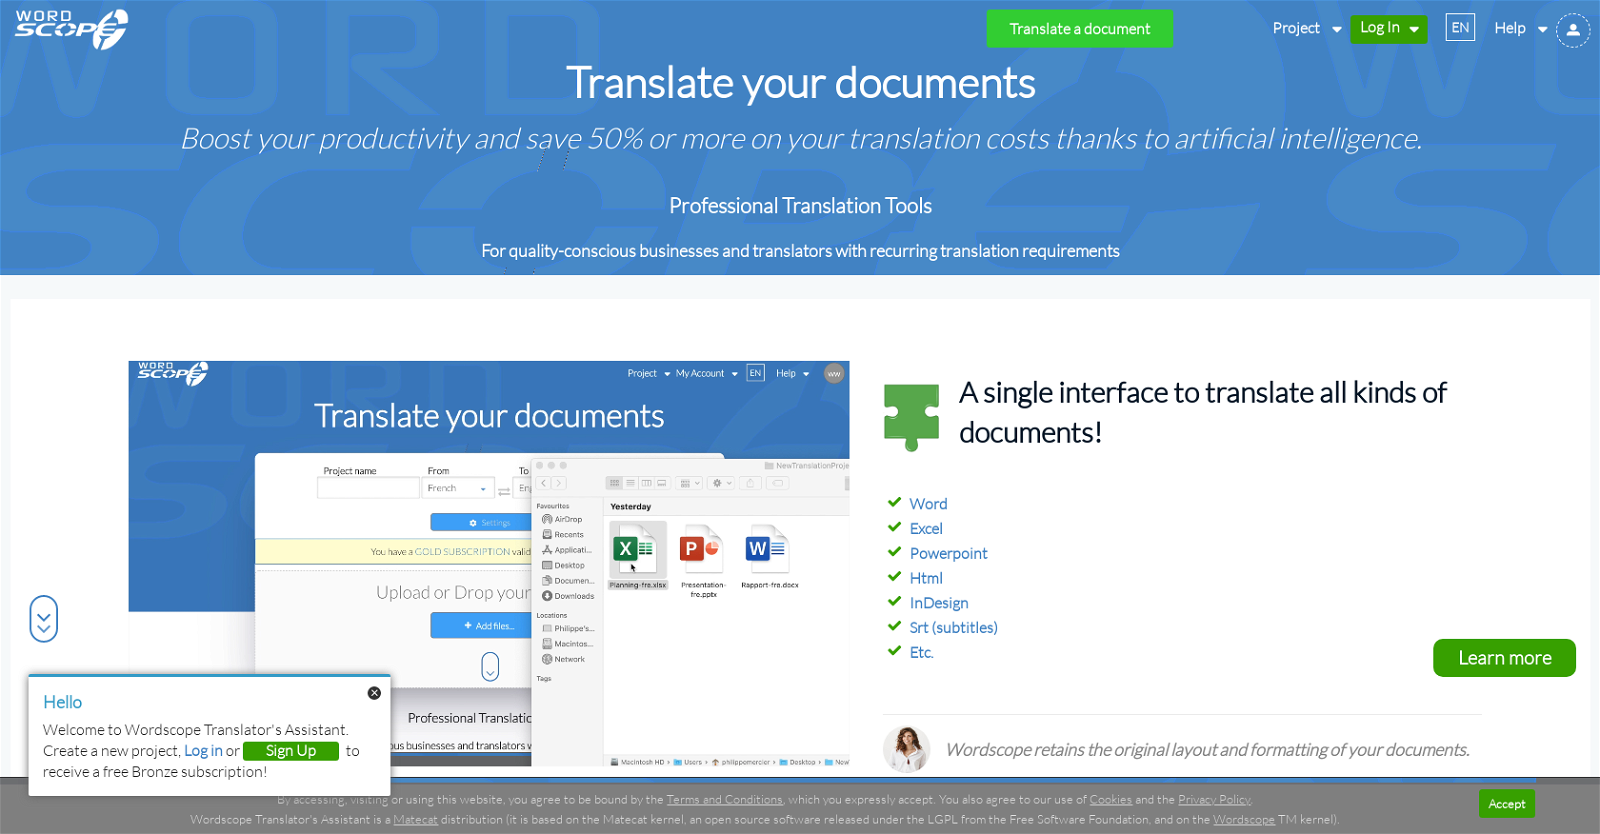 WORD
SCOPE
Translate a document
Project
Log In
EN
Help
Translate your documents
Boost your productivity and save 50% or more on your translation costs thanks to artificial intelligence.
Professional Translation Tools
For quality-conscious businesses and translators with recurring translation requirements
WORD
SCOPE
Project
My Account
EN
Help
WW
Translate your documents
Project name
From
To
French
Settings
You have a GOLD SUBSCRIPTION valid
Upload or Drop your
Add files...
Professional Translatio
ous businesses and translators w
NewTranslationProje
Favourites
AirDrop
Recents
Applicati...
Desktop
Documen...
Downloads
Locations
Philippe's...
Macintos...
Network
Tags
Yesterday
Planning-fre.xlsx
Presentation-
fre.pptx
Rapport-fre.docx
Macintosh HD
Users
philippemercier
Desktop
New
A single interface to translate all kinds of
documents!
Word
Excel
Powerpoint
Html
InDesign
Srt (subtitles)
Etc.
Learn more
Wordscope retains the original layout and formatting of your documents.
Hello
Welcome to Wordscope Translator's Assistant.
Create a new project, Log in or Sign Up to
receive a free Bronze subscription!
By accessing, visiting or using this website, you agree to be bound by the Terms and Conditions, which you expressly accept. You also agree to our use of Cookies and the Privacy Policy.
Wordscope Translator's Assistant is a Matecat distribution (it is based on the Matecat kernel, an open source software released under the LGPL from the Free Software Foundation, and on the Wordscope TM kernel).
Accept